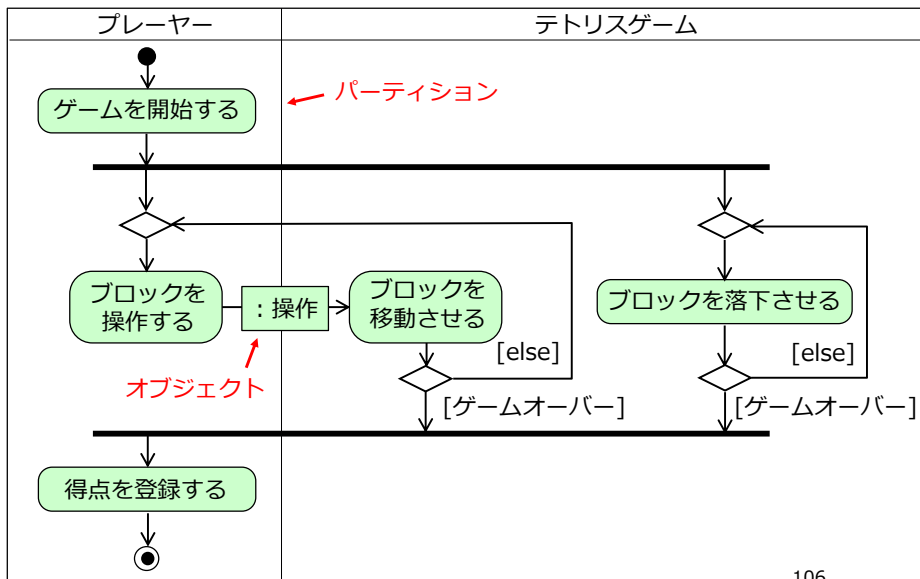 プレーヤー
テトリスゲーム
ゲームを開始する
パーティション
ブロックを
操作する
：操作
ブロックを
移動させる
ブロックを落下させる
オブジェクト
[else]
[else]
[ゲームオーバー]
[ゲームオーバー]
得点を登録する
106